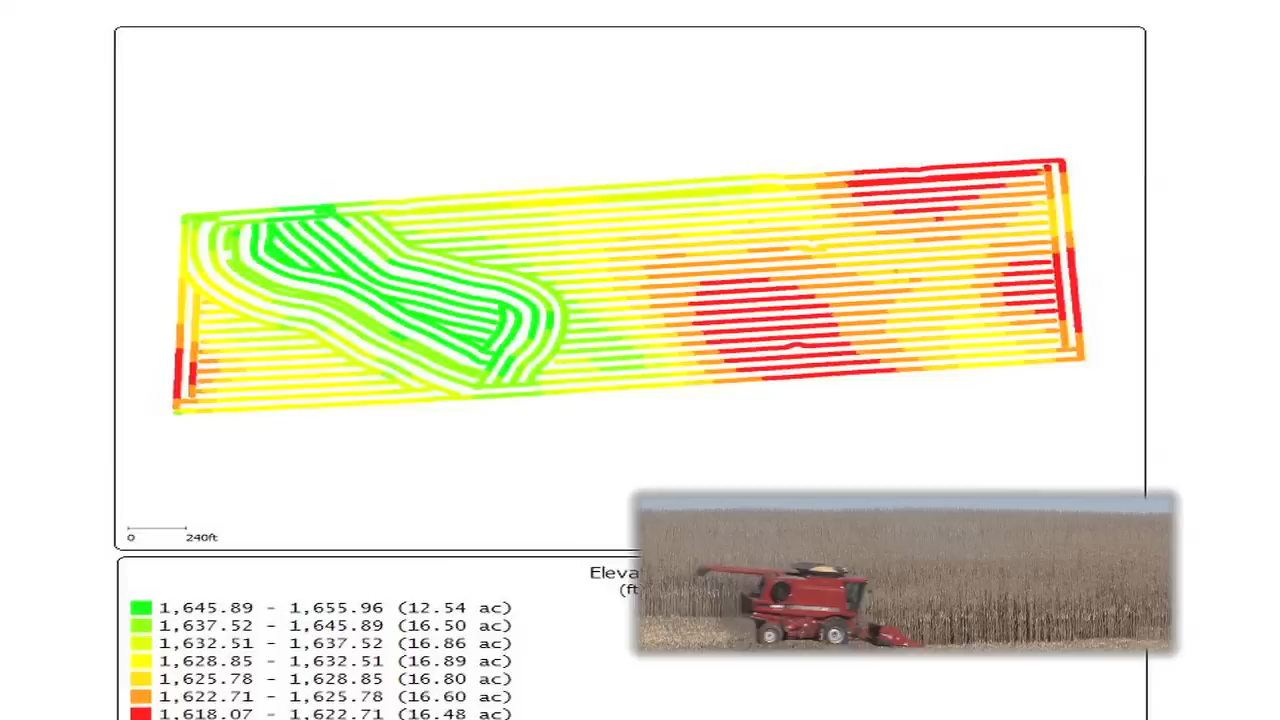 0 240ft
Eleva
(ft
1,645.89 - 1,655.96 (12.54 ac)
1,637.52 - 1,645.89 (16.50 ac)
1,632.51 - 1,637.52 (16.86 ac)
1,628.85 - 1,632.51 (16.89 ac)
1,625.78 - 1,628.85 (16.80 ac)
1,622.71 - 1,625.78 (16.60 ac)
1,618.07 - 1,622.71 (16.48 ac)